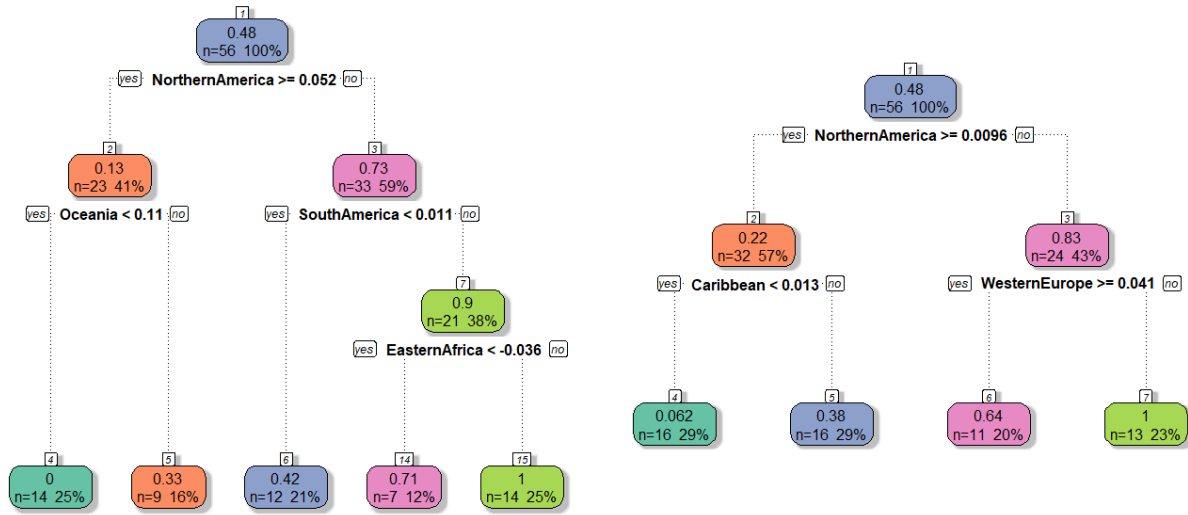 1
0.48
n=56 100%
yes NorthernAmerica >= 0.052 no
2
0.13
n=23 41%
yes Oceania < 0.11 no
3
0.73
n=33 59%
yes SouthAmerica < 0.011 no
7
0.9
n=21 38%
yes EasternAfrica < -0.036 no
4
0
n=14 25%
5
0.33
n=9 16%
6
0.42
n=12 21%
14
0.71
n=7 12%
15
1
n=14 25%
1
0.48
n=56 100%
yes NorthernAmerica >= 0.0096 no
2
0.22
n=32 57%
yes Caribbean < 0.013 no
3
0.83
n=24 43%
yes WesternEurope >= 0.041 no
4
0.062
n=16 29%
5
0.38
n=16 29%
6
0.64
n=11 20%
7
1
n=13 23%